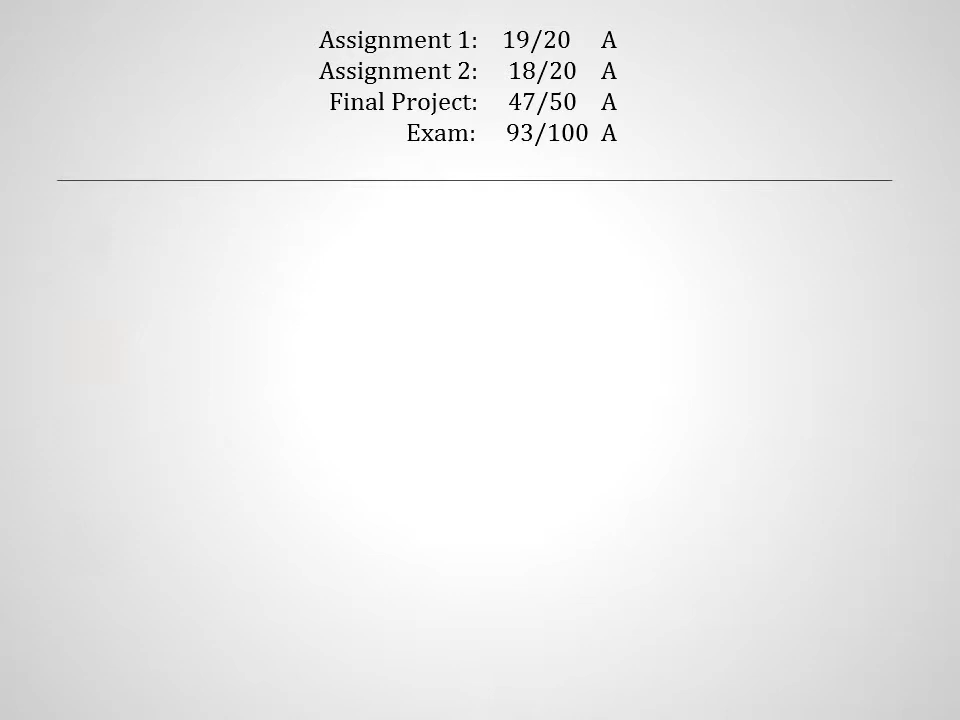 Assignment 1: 19/20 A
Assignment 2: 18/20 A
Final Project: 47/50 A
Exam: 93/100 A